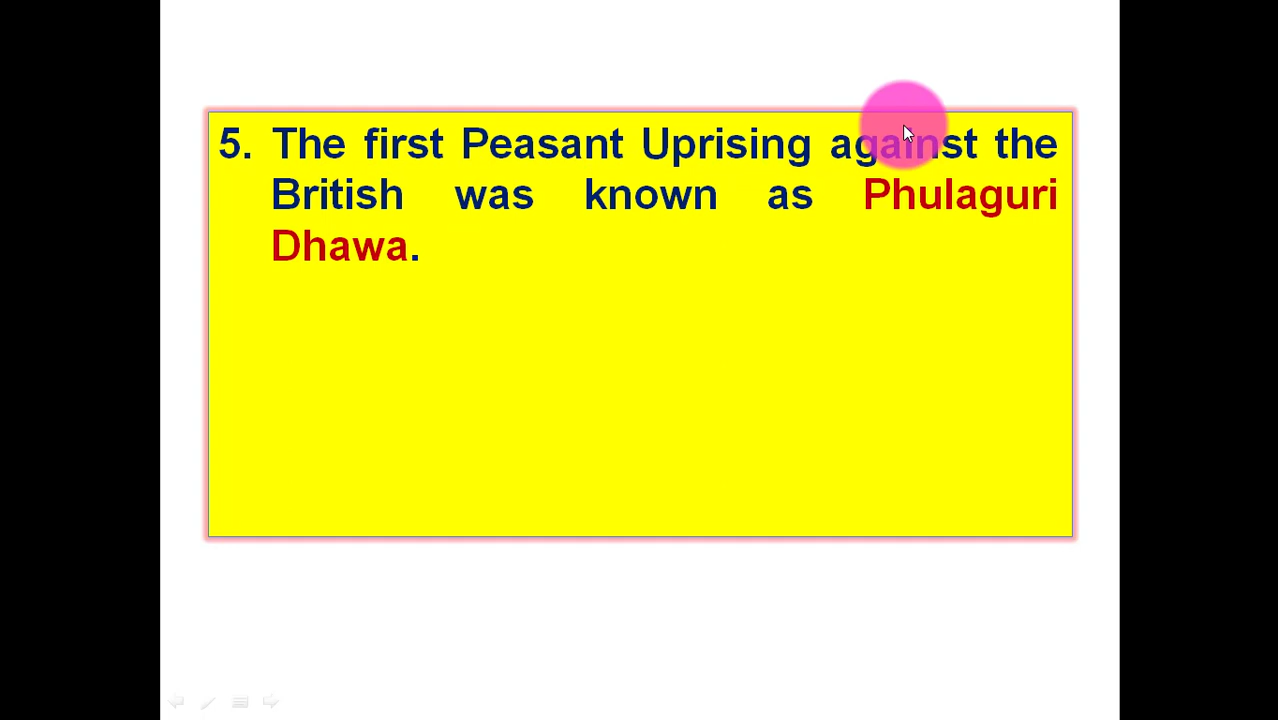 5. The first Peasant Uprising against the
British was known as Phulaguri
Dhawa.